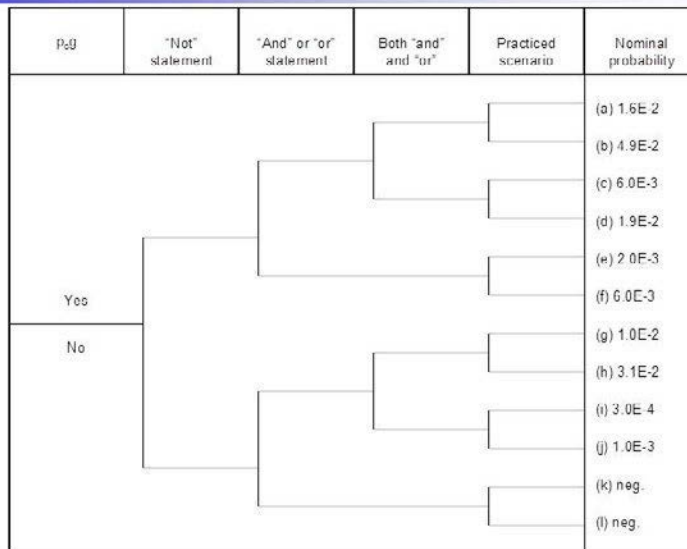 pcg
"Not"
statement
"And" or "or"
statement
Both "and"
and "or"
Practiced
scenario
Nominal
probability
(a) 1.6E-2
(b) 4.9E-2
(c) 6.0E-3
(d) 1.9E-2
(e) 2.0E-3
(f) 6.0E-3
Yes
No
(g) 1.0E-2
(h) 3.1E-2
(i) 3.0E-4
(j) 1.0E-3
(k) neg.
(l) neg.